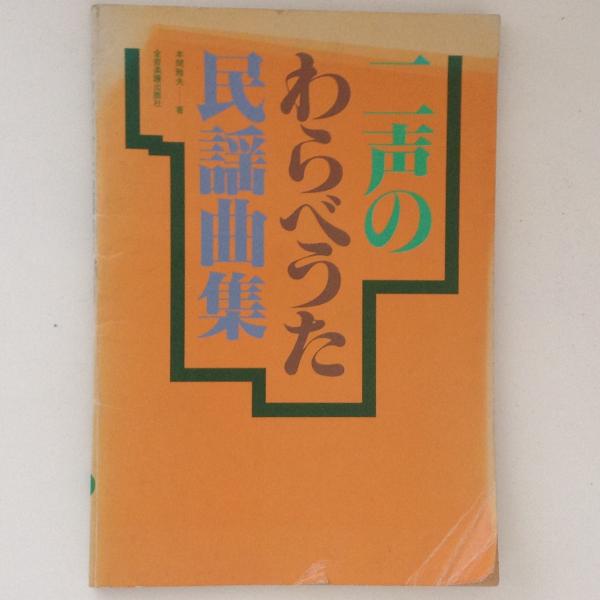 二声の
わらべうた
民謡曲集
本間雅夫――著
全音楽譜出版社